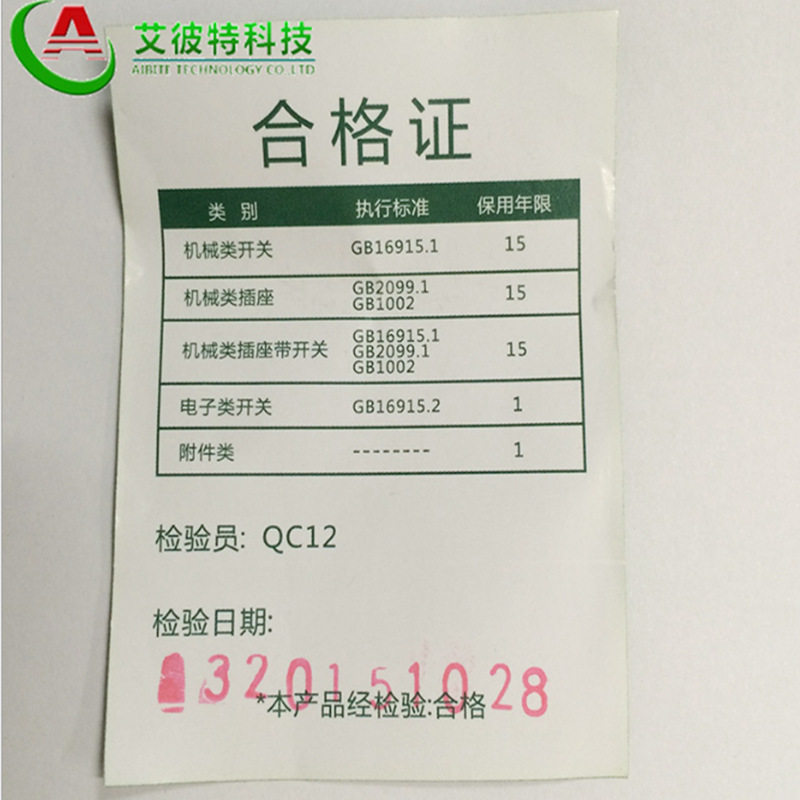 艾彼特科技
AIBITE TECHNOLOGY CO.,LTD
合格证
类 别 执行标准 保用年限
机械类开关 GB16915.1 15
机械类插座 GB2099.1 GB1002 15
机械类插座带开关 GB16915.1 GB2099.1 GB1002 15
电子类开关 GB16915.2 1
附件类 -------- 1
检验员: QC12
检验日期:
320151028
*本产品经检验:合格